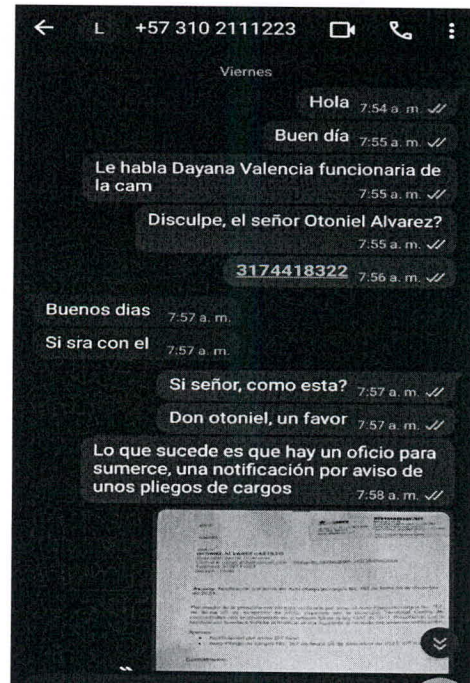 L +57 310 2111223
Viernes
Hola 7:54 a. m.
Buen día 7:55 a. m.
Le habla Dayana Valencia funcionaria de
la cam
7:55 a. m.
Disculpe, el señor Otoniel Alvarez?
7:55 a. m.
3174418322 7:56 a. m.
Buenos dias 7:57 a. m.
Si sra con el 7:57 a. m.
Si señor, como esta? 7:57 a. m.
Don otoniel, un favor 7:57 a. m.
Lo que sucede es que hay un oficio para
sumerce, una notificación por aviso de
unos pliegos de cargos
7:58 a. m.